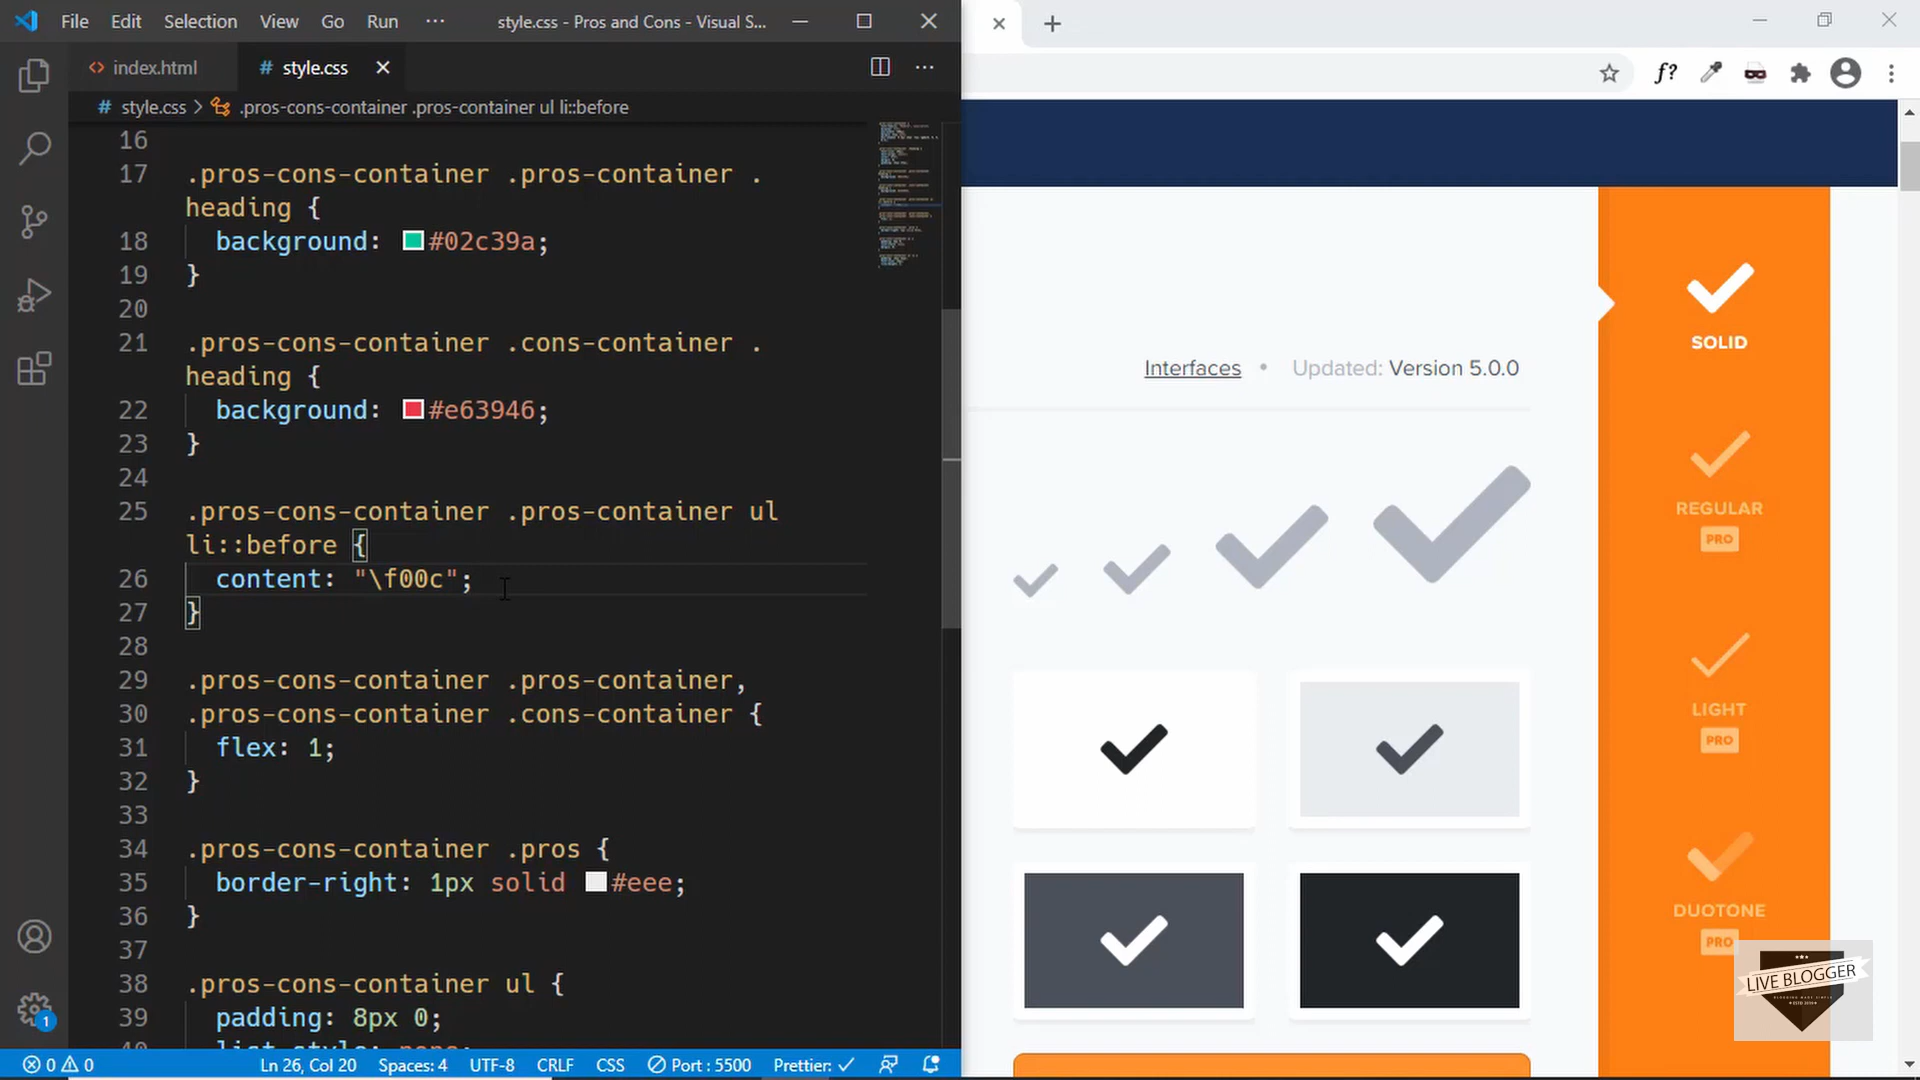 File Edit Selection View Go Run ··· style.css - Pros and Cons - Visual S...
index.html
# style.css
# style.css > .pros-cons-container .pros-container ul li::before
16
17 .pros-cons-container .pros-container .
heading {
18 background: #02c39a;
19 }
20
21 .pros-cons-container .cons-container .
heading {
22 background: #e63946;
23 }
24
25 .pros-cons-container .pros-container ul
li::before {
26 content: "\f00c";
27 }
28
29 .pros-cons-container .pros-container,
30 .pros-cons-container .cons-container {
31 flex: 1;
32 }
33
34 .pros-cons-container .pros {
35 border-right: 1px solid #eee;
36 }
37
38 .pros-cons-container ul {
39 padding: 8px 0;
1
0 0 Ln 26, Col 20 Spaces: 4 UTF-8 CRLF CSS Port : 5500 Prettier: ✓
f?
Interfaces • Updated: Version 5.0.0
SOLID
REGULAR
PRO
LIGHT
PRO
DUOTONE
PRO
LIVE BLOGGER